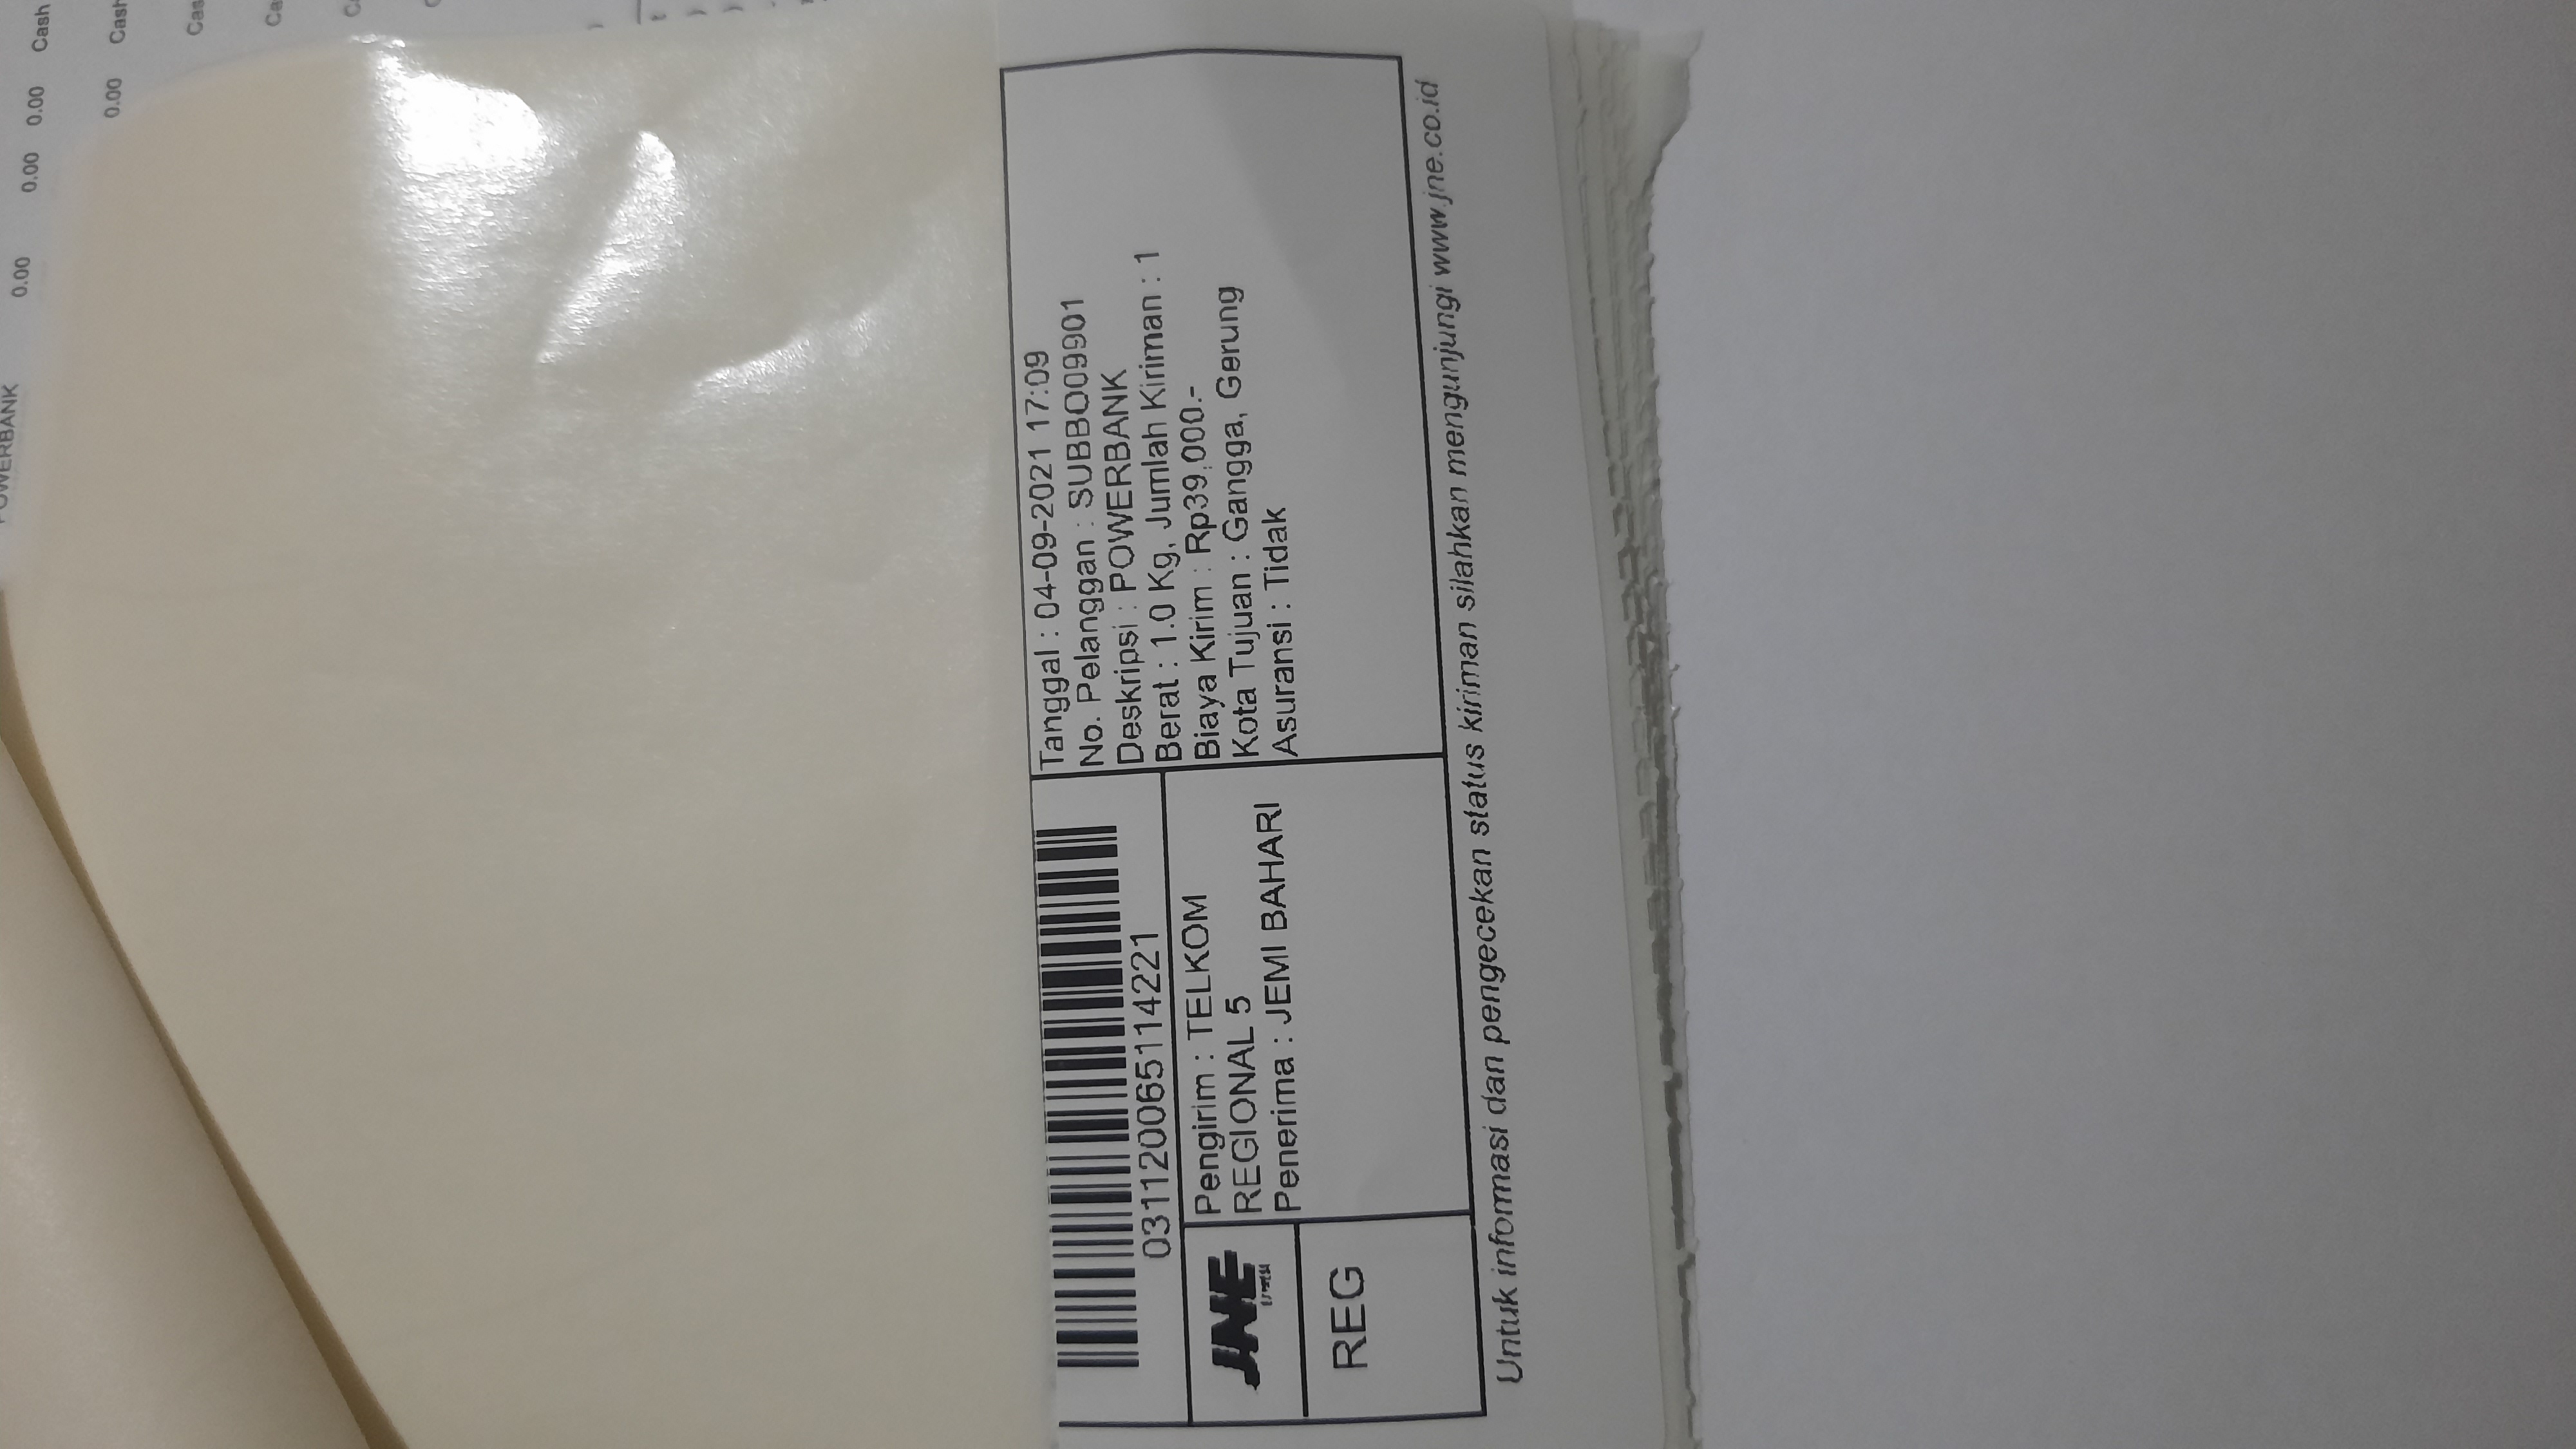 POWERBANK 0.00 0.00 0.00 Cash
0.00 Cash
031120065114221
JNE
REG
Pengirim : TELKOM
REGIONAL 5
Penerima : JEMI BAHARI
Tanggal : 04-09-2021 17:09
No. Pelanggan : SUBBO09901
Deskripsi : POWERBANK
Berat : 1.0 Kg, Jumlah Kiriman : 1
Biaya Kirim : Rp39,000.-
Kota Tujuan : Gangga, Gerung
Asuransi : Tidak
Untuk informasi dan pengecekan status kiriman silahkan mengunjungi www.jne.co.id